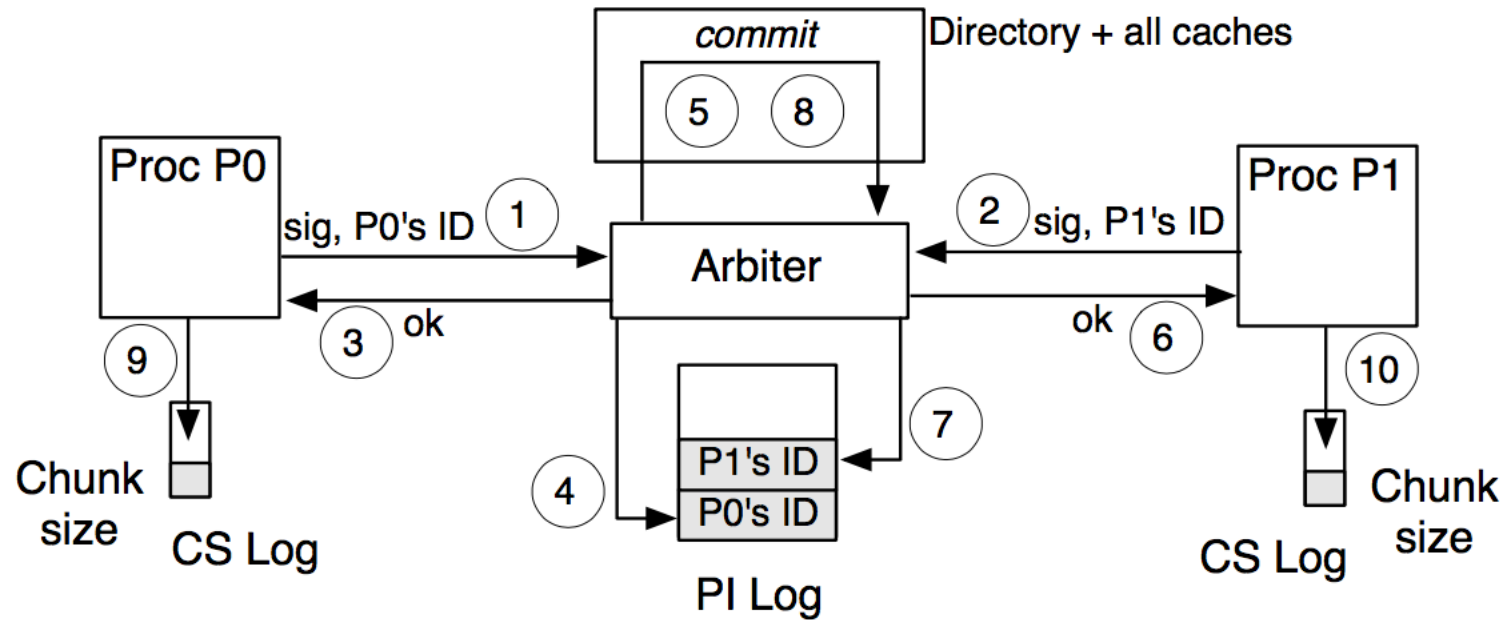 commit
Directory + all caches
5
8
Proc P0
Proc P1
sig, P0's ID
1
2
sig, P1's ID
Arbiter
3
ok
ok
6
9
10
7
P1's ID
4
P0's ID
Chunk
size
CS Log
Chunk
size
CS Log
PI Log